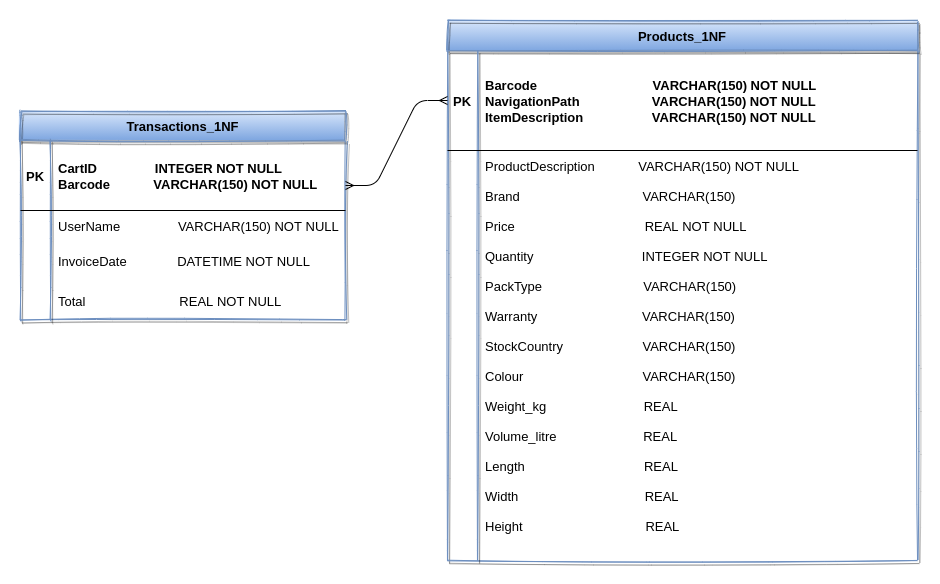 Transactions_1NF
PK
CartID INTEGER NOT NULL
Barcode VARCHAR(150) NOT NULL
UserName VARCHAR(150) NOT NULL
InvoiceDate DATETIME NOT NULL
Total REAL NOT NULL
Products_1NF
PK
Barcode VARCHAR(150) NOT NULL
NavigationPath VARCHAR(150) NOT NULL
ItemDescription VARCHAR(150) NOT NULL
ProductDescription VARCHAR(150) NOT NULL
Brand VARCHAR(150)
Price REAL NOT NULL
Quantity INTEGER NOT NULL
PackType VARCHAR(150)
Warranty VARCHAR(150)
StockCountry VARCHAR(150)
Colour VARCHAR(150)
Weight_kg REAL
Volume_litre REAL
Length REAL
Width REAL
Height REAL